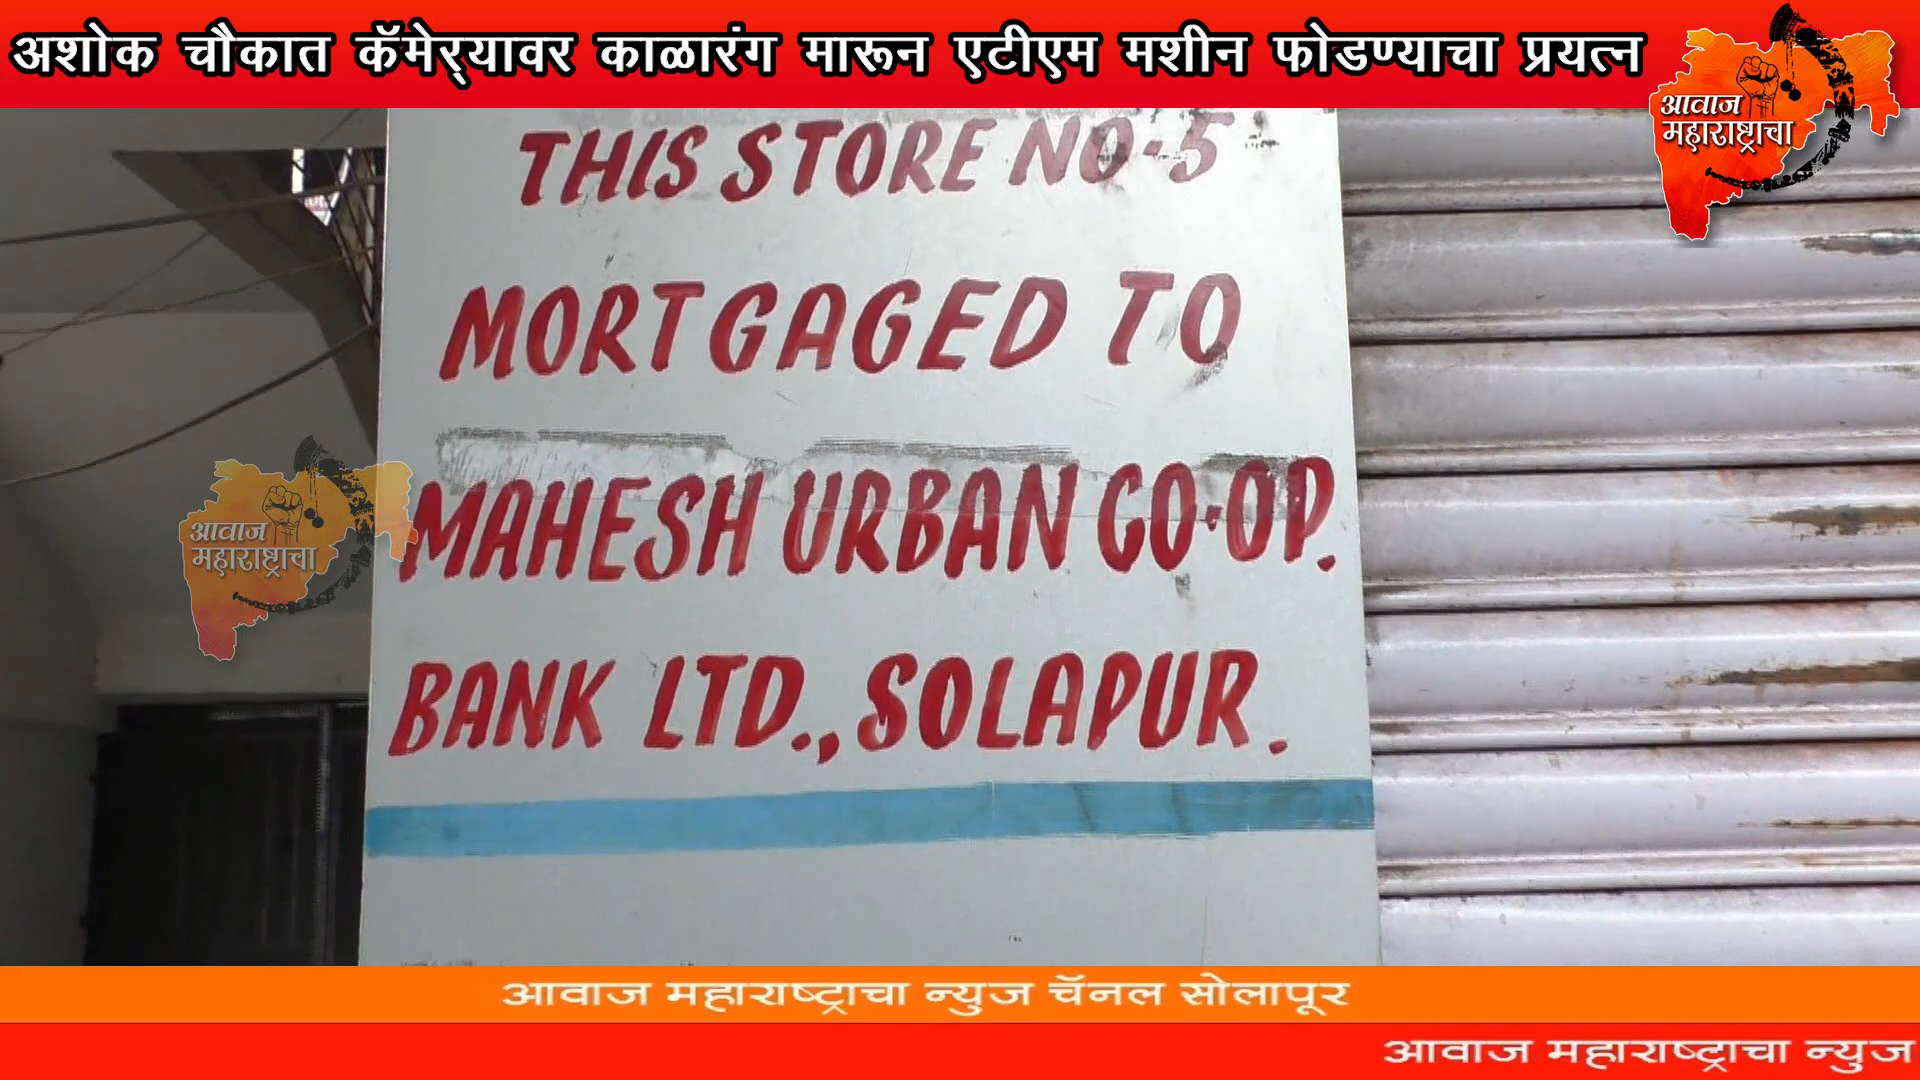 अशोक चौकात कॅमेर्‍यावर काळारंग मारून एटीएम मशीन फोडण्याचा प्रयत्न
आवाज
महाराष्ट्राचा
THIS STORE NO-5
MORTGAGED TO
MAHESH URBAN CO-OP.
BANK LTD., SOLAPUR.
आवाज
महाराष्ट्राचा
आवाज महाराष्ट्राचा न्युज चॅनल सोलापूर
आवाज महाराष्ट्राचा न्युज